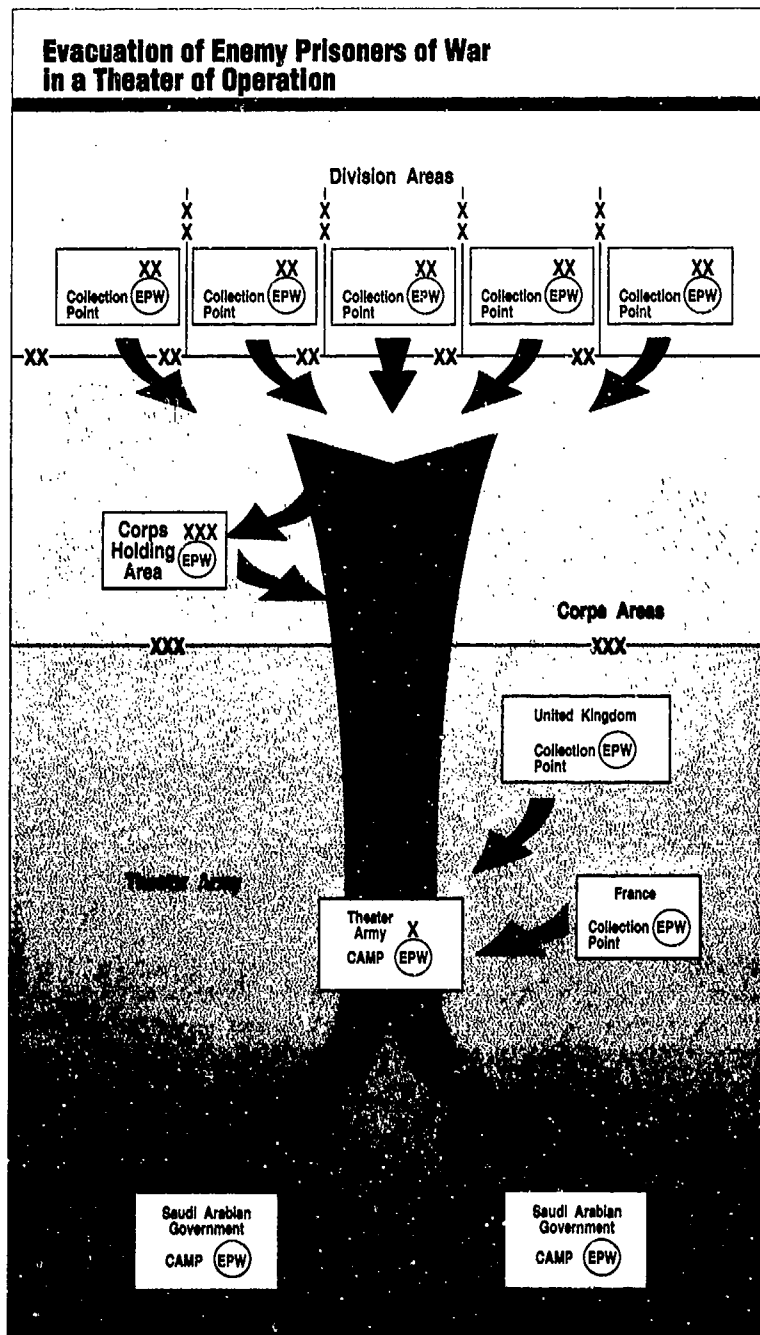 Evacuation of Enemy Prisoners of War
in a Theater of Operation
Division Areas
X X X X
X X X X
XX XX XX XX XX
Collection Point EPW
Collection Point EPW
Collection Point EPW
Collection Point EPW
Collection Point EPW
XX XX XX XX XX
Corps XXX
Holding EPW
Area
Corps Areas
XXX XXX
United Kingdom
Collection EPW
Point
Theater Army
France
Collection EPW
Point
Theater
Army X
CAMP EPW
Saudi Arabian
Government
CAMP EPW
Saudi Arabian
Government
CAMP EPW